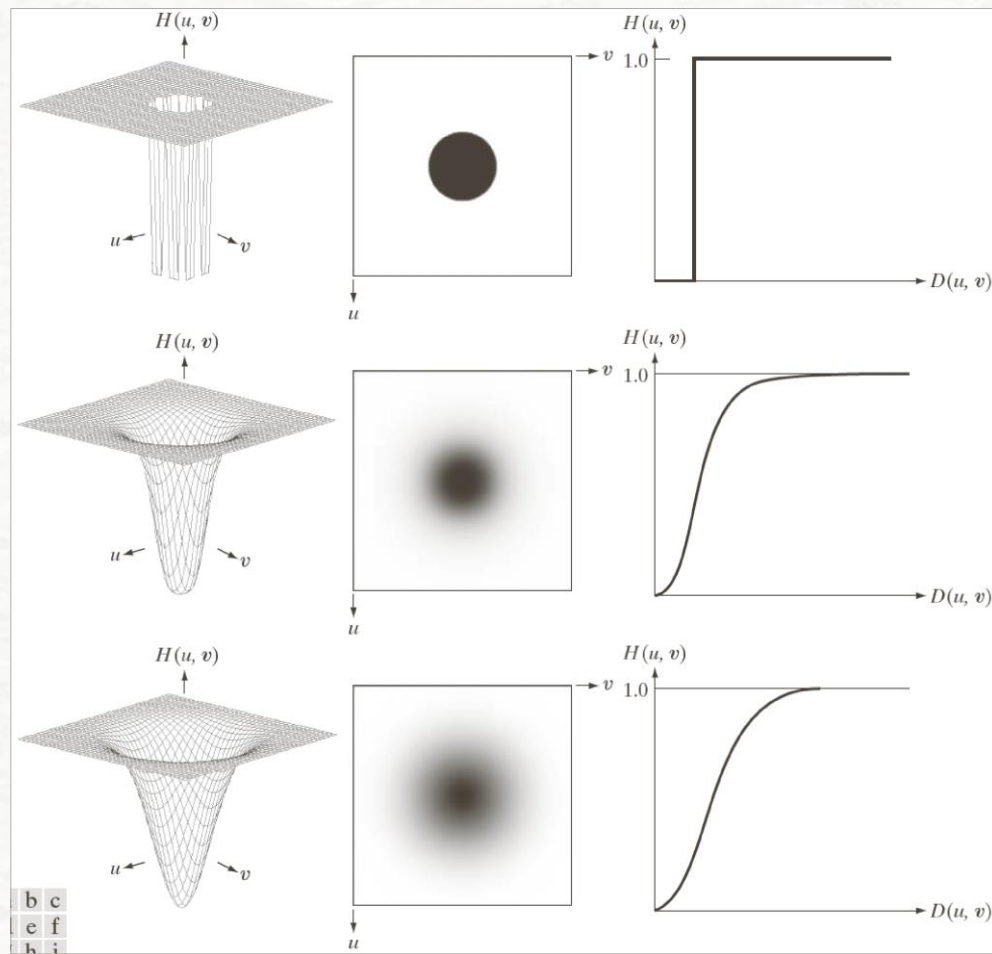 H(u, v)
u
v
v
u
H(u, v)
1.0
D(u, v)
H(u, v)
u
v
v
u
H(u, v)
1.0
D(u, v)
H(u, v)
u
v
v
u
H(u, v)
1.0
D(u, v)
b c
e f
h i